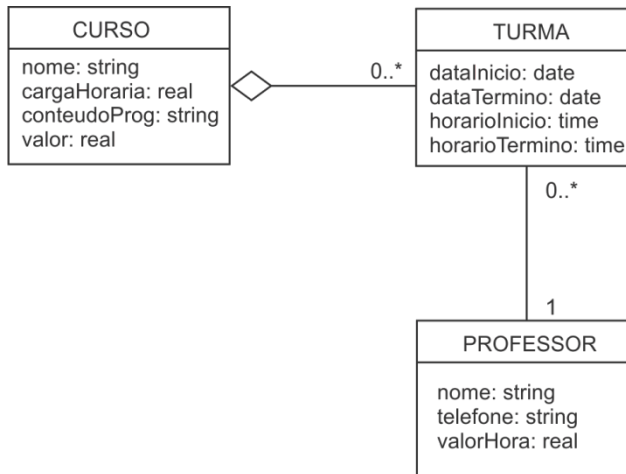 CURSO
nome: string
cargaHoraria: real
conteudoProg: string
valor: real
0..*
TURMA
dataInicio: date
dataTermino: date
horarioInicio: time
horarioTermino: time
0..*
1
PROFESSOR
nome: string
telefone: string
valorHora: real